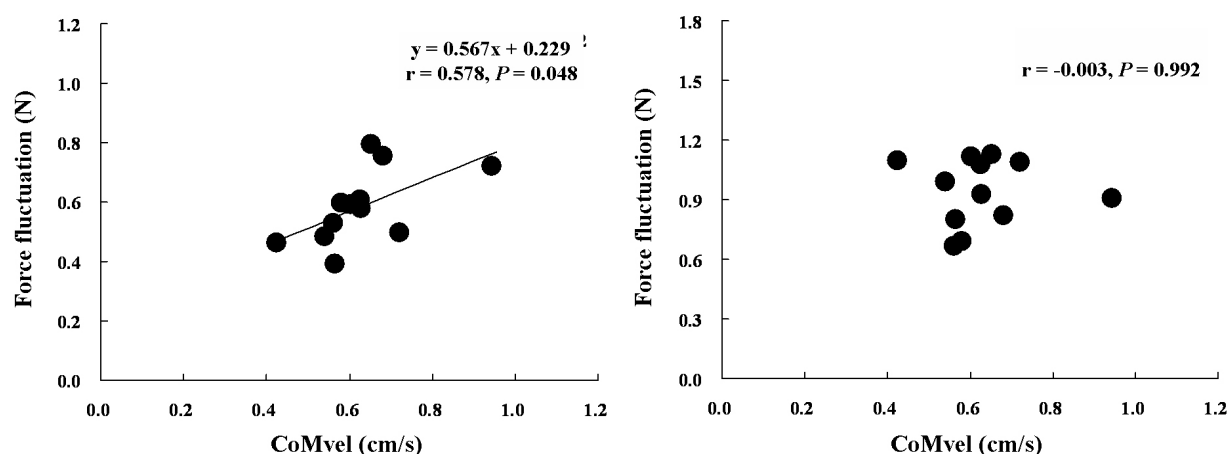 1.2
y = 0.567x + 0.229
r = 0.578, P = 0.048
1.0
0.8
0.6
0.4
0.2
0.0
0.0 0.2 0.4 0.6 0.8 1.0 1.2
Force fluctuation (N)
CoMvel (cm/s)
1.8
r = -0.003, P = 0.992
1.5
1.2
0.9
0.6
0.3
0.0
0.0 0.2 0.4 0.6 0.8 1.0 1.2
Force fluctuation (N)
CoMvel (cm/s)